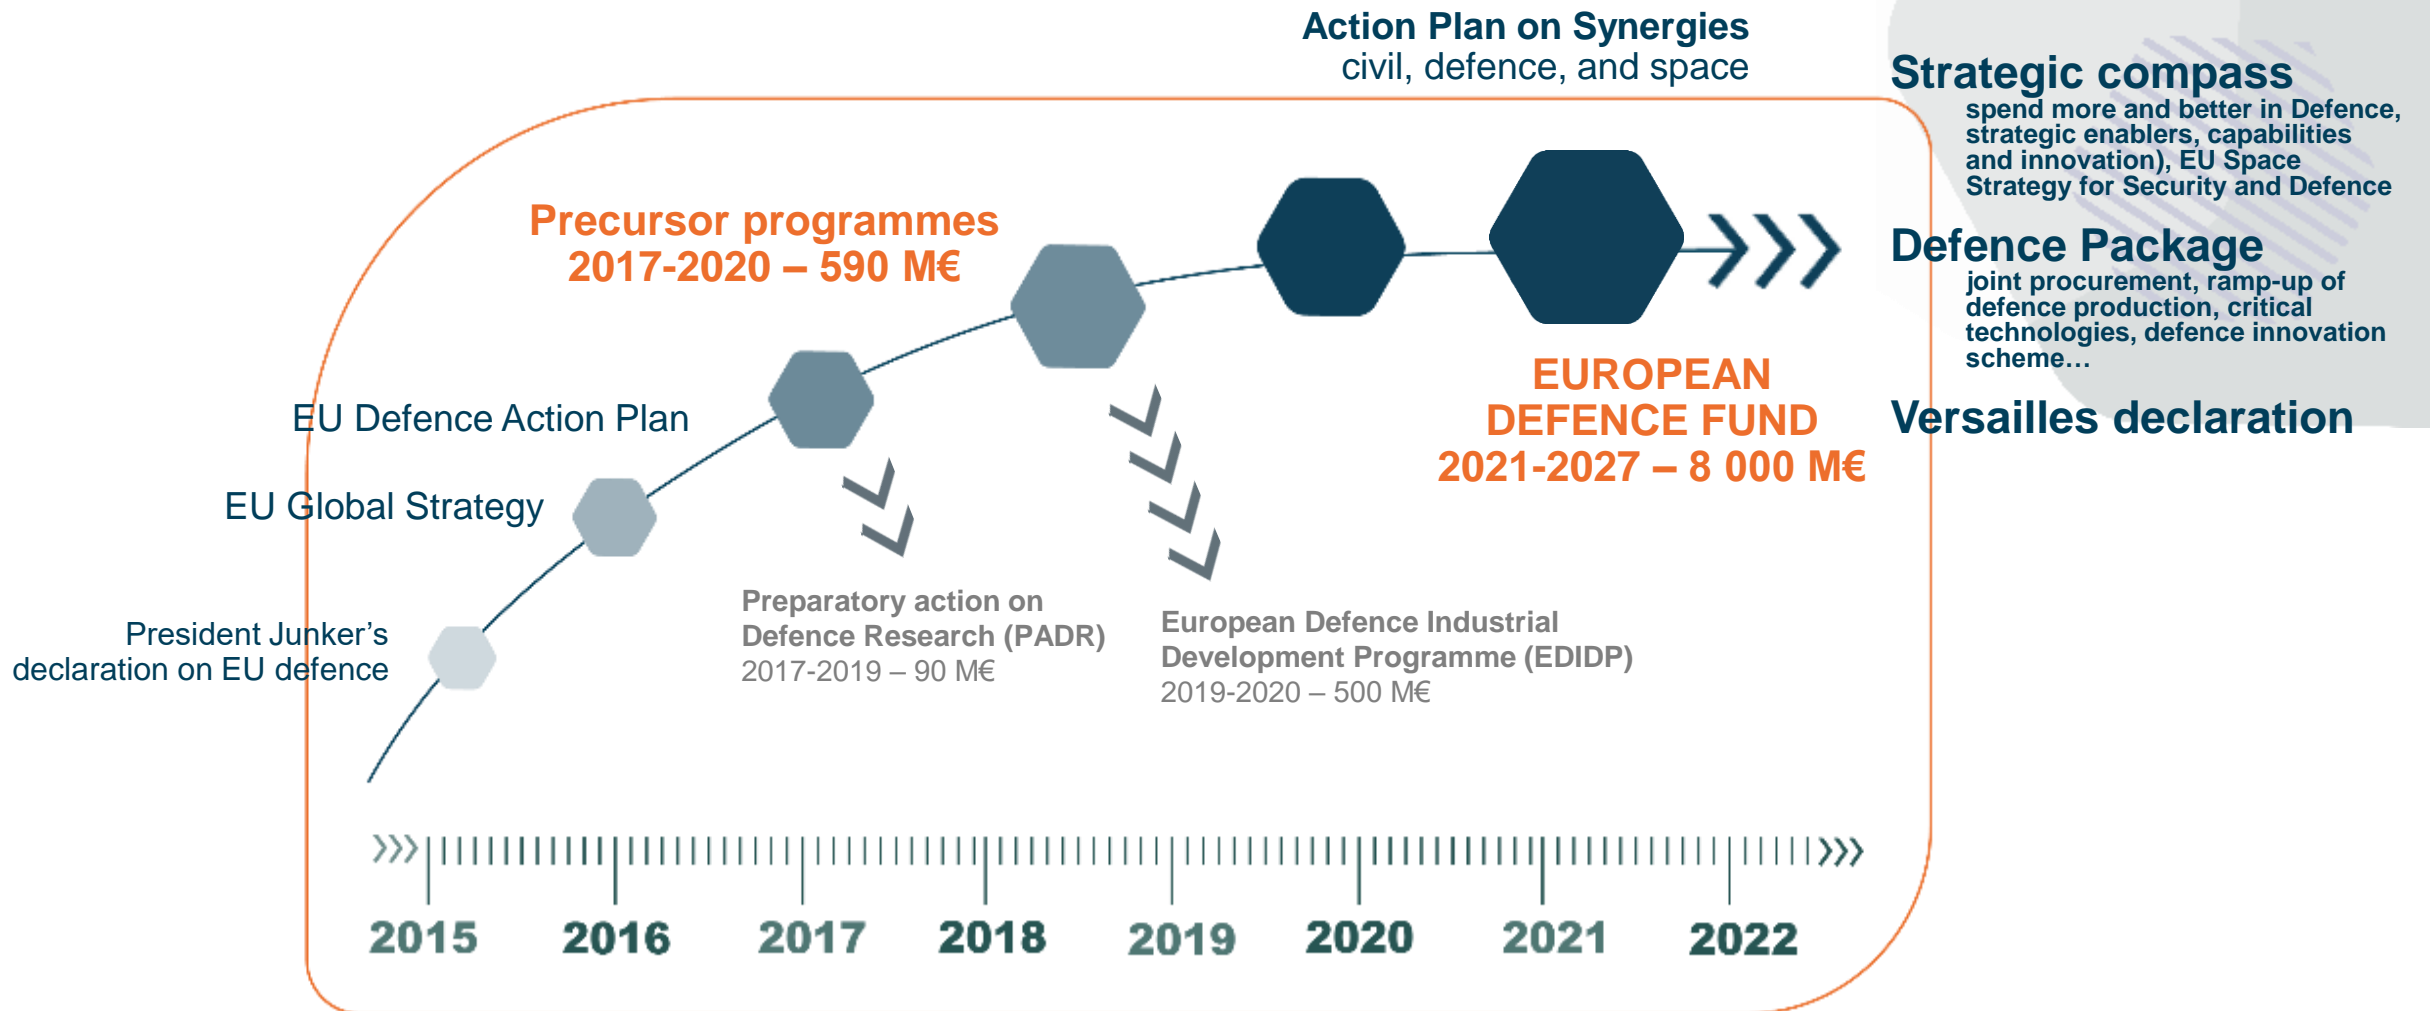 Action Plan on Synergies
civil, defence, and space
Strategic compass
spend more and better in Defence,
strategic enablers, capabilities
and innovation), EU Space
Strategy for Security and Defence
Defence Package
joint procurement, ramp-up of
defence production, critical
technologies, defence innovation
scheme…
Versailles declaration
Precursor programmes
2017-2020 – 590 M€
EUROPEAN
DEFENCE FUND
2021-2027 – 8 000 M€
EU Defence Action Plan
EU Global Strategy
President Junker’s
declaration on EU defence
Preparatory action on
Defence Research (PADR)
2017-2019 – 90 M€
European Defence Industrial
Development Programme (EDIDP)
2019-2020 – 500 M€
2015 2016 2017 2018 2019 2020 2021 2022